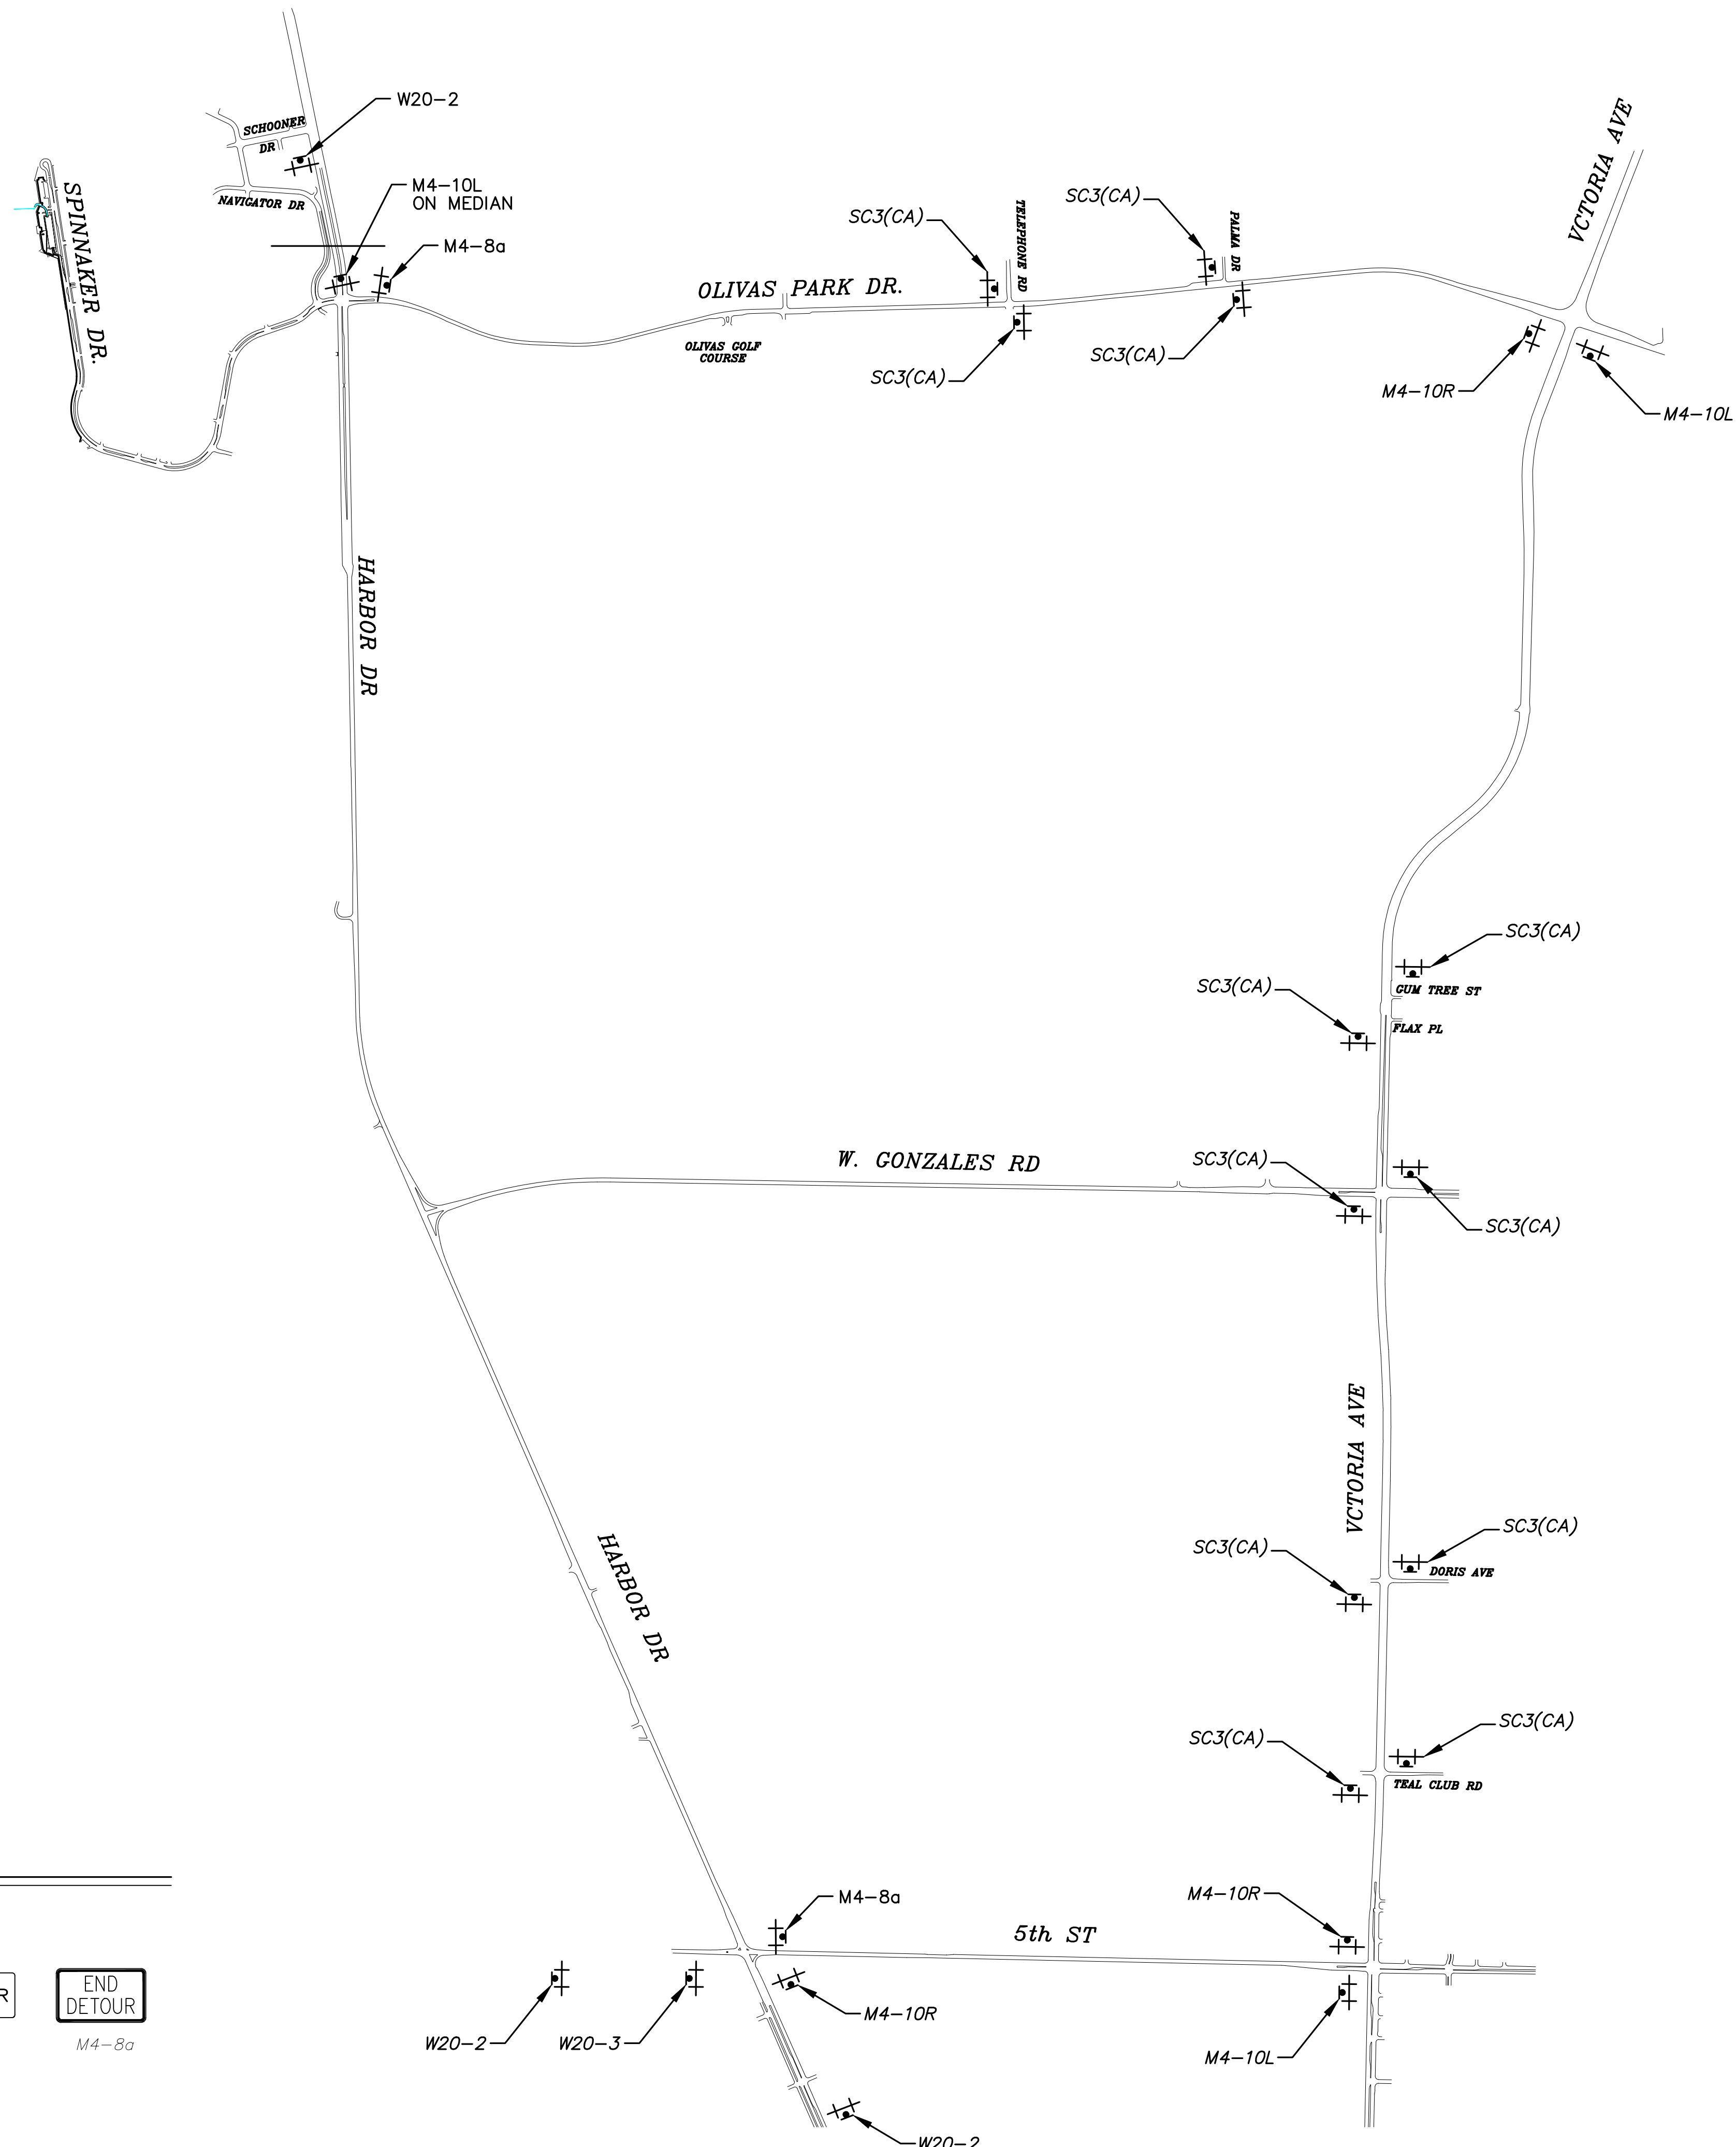 W20-2
SCHOONER
DR
M4-10L
ON MEDIAN
NAVIGATOR DR
M4-8a
SPINNAKER DR.
SC3(CA)
SC3(CA)
TELEPHONE RD
PALMA DR
VCTORIA AVE
OLIVAS PARK DR.
OLIVAS GOLF
COURSE
SC3(CA)
SC3(CA)
M4-10R
M4-10L
HARBOR DR
SC3(CA)
SC3(CA)
GUM TREE ST
FLAX PL
W. GONZALES RD
SC3(CA)
SC3(CA)
VCTORIA AVE
HARBOR DR
SC3(CA)
SC3(CA)
DORIS AVE
SC3(CA)
SC3(CA)
TEAL CLUB RD
M4-8a
M4-10R
5th ST
R
END
DETOUR
M4-8a
W20-2
W20-3
M4-10R
M4-10L
W20-2